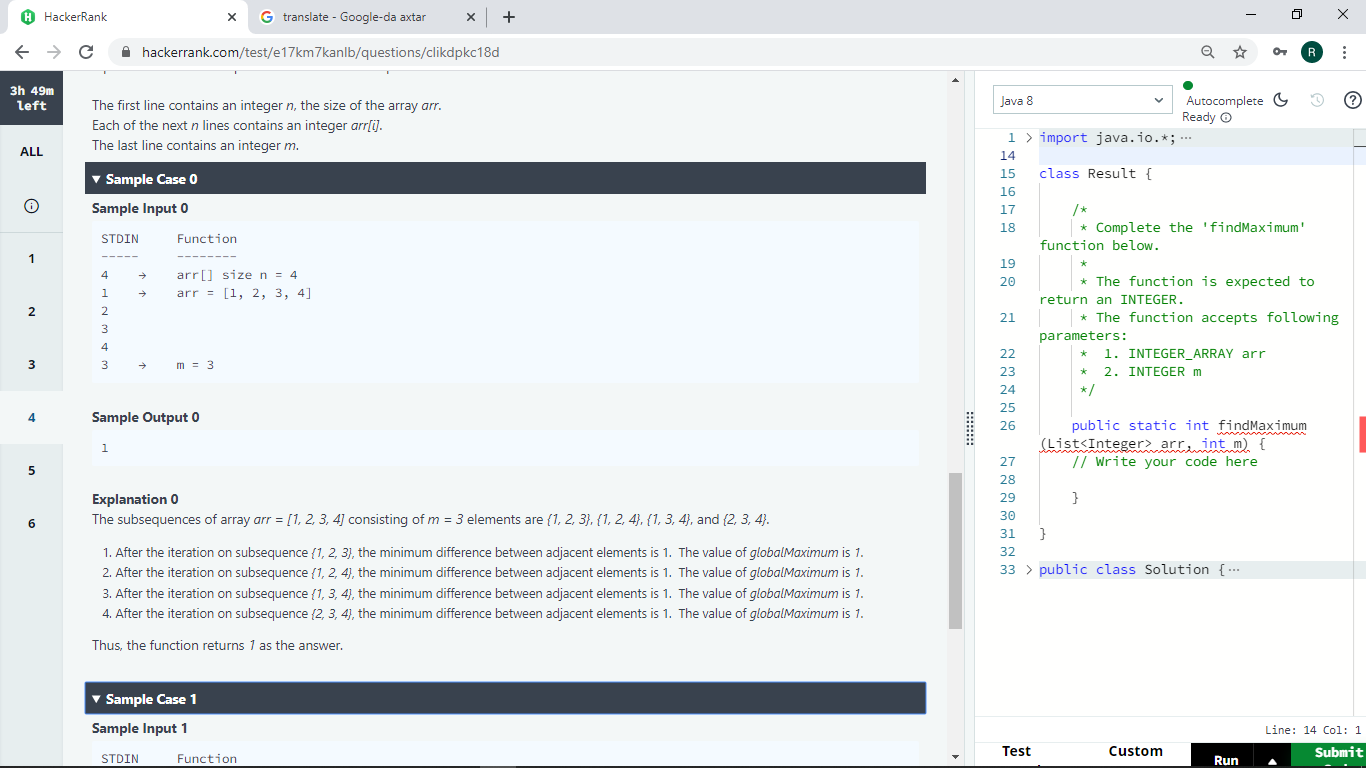 HackerRank
translate - Google-da axtar
hackerrank.com/test/e17km7kanlb/questions/clikdpkc18d
R
3h 49m
left
ALL
1
2
3
4
5
6
The first line contains an integer n, the size of the array arr.
Each of the next n lines contains an integer arr[i].
The last line contains an integer m.
▼ Sample Case 0
Sample Input 0
STDIN Function
----- --------
4 → arr[] size n = 4
1 → arr = [1, 2, 3, 4]
2
3
4
3 → m = 3
Sample Output 0
1
Explanation 0
The subsequences of array arr = [1, 2, 3, 4] consisting of m = 3 elements are {1, 2, 3}, {1, 2, 4}, {1, 3, 4}, and {2, 3, 4}.
1. After the iteration on subsequence {1, 2, 3}, the minimum difference between adjacent elements is 1. The value of globalMaximum is 1.
2. After the iteration on subsequence {1, 2, 4}, the minimum difference between adjacent elements is 1. The value of globalMaximum is 1.
3. After the iteration on subsequence {1, 3, 4}, the minimum difference between adjacent elements is 1. The value of globalMaximum is 1.
4. After the iteration on subsequence {2, 3, 4}, the minimum difference between adjacent elements is 1. The value of globalMaximum is 1.
Thus, the function returns 1 as the answer.
▼ Sample Case 1
Sample Input 1
STDIN Function
Java 8
Autocomplete
Ready
1 > import java.io.*; ...
14
15 class Result {
16
17 /*
18 * Complete the 'findMaximum'
function below.
19 *
20 * The function is expected to
return an INTEGER.
21 * The function accepts following
parameters:
22 * 1. INTEGER_ARRAY arr
23 * 2. INTEGER m
24 */
25
26 public static int findMaximum
(List<Integer> arr, int m) {
27 // Write your code here
28
29 }
30
31 }
32
33 > public class Solution { ...
Line: 14 Col: 1
Test
Custom
Run
Submit